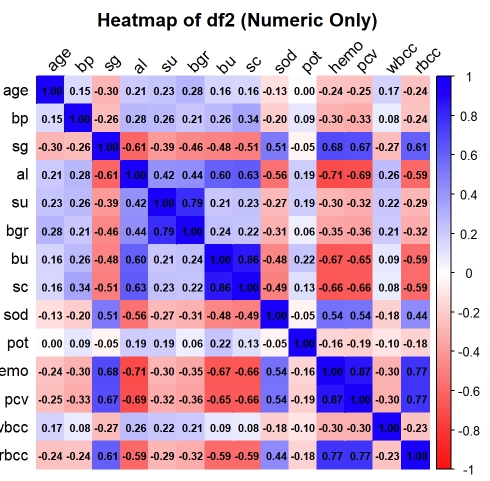 Heatmap of df2 (Numeric Only)
age bp sg al su bgr bu sc sod pot hemo pcv wbcc rbcc
age 1.00 0.15 -0.30 0.21 0.23 0.28 0.16 0.16 -0.13 0.00 -0.24 -0.25 0.17 -0.24 1
bp 0.15 1.00 -0.26 0.28 0.26 0.21 0.26 0.34 -0.20 0.09 -0.30 -0.33 0.08 -0.24 0.8
sg -0.30 -0.26 1.00 -0.61 -0.39 -0.46 -0.48 -0.51 0.51 -0.05 0.68 0.67 -0.27 0.61 0.6
al 0.21 0.28 -0.61 1.00 0.42 0.44 0.60 0.63 -0.56 0.19 -0.71 -0.69 0.26 -0.59 0.4
su 0.23 0.26 -0.39 0.42 1.00 0.79 0.21 0.23 -0.27 0.19 -0.30 -0.32 0.22 -0.29
bgr 0.28 0.21 -0.46 0.44 0.79 1.00 0.24 0.22 -0.31 0.06 -0.35 -0.36 0.21 -0.32 0.2
bu 0.16 0.26 -0.48 0.60 0.21 0.24 1.00 0.86 -0.48 0.22 -0.67 -0.65 0.09 -0.59 0
sc 0.16 0.34 -0.51 0.63 0.23 0.22 0.86 1.00 -0.49 0.13 -0.66 -0.66 0.08 -0.59 -0.2
sod -0.13 -0.20 0.51 -0.56 -0.27 -0.31 -0.48 -0.49 1.00 -0.05 0.54 0.54 -0.18 0.44
pot 0.00 0.09 -0.05 0.19 0.19 0.06 0.22 0.13 -0.05 1.00 -0.16 -0.19 -0.10 -0.18 -0.4
emo -0.24 -0.30 0.68 -0.71 -0.30 -0.35 -0.67 -0.66 0.54 -0.16 1.00 0.87 -0.30 0.77 -0.6
pcv -0.25 -0.33 0.67 -0.69 -0.32 -0.36 -0.65 -0.66 0.54 -0.19 0.87 1.00 -0.30 0.77
vbcc 0.17 0.08 -0.27 0.26 0.22 0.21 0.09 0.08 -0.18 -0.10 -0.30 -0.30 1.00 -0.23 -0.8
rbcc -0.24 -0.24 0.61 -0.59 -0.29 -0.32 -0.59 -0.59 0.44 -0.18 0.77 0.77 -0.23 1.00 -1